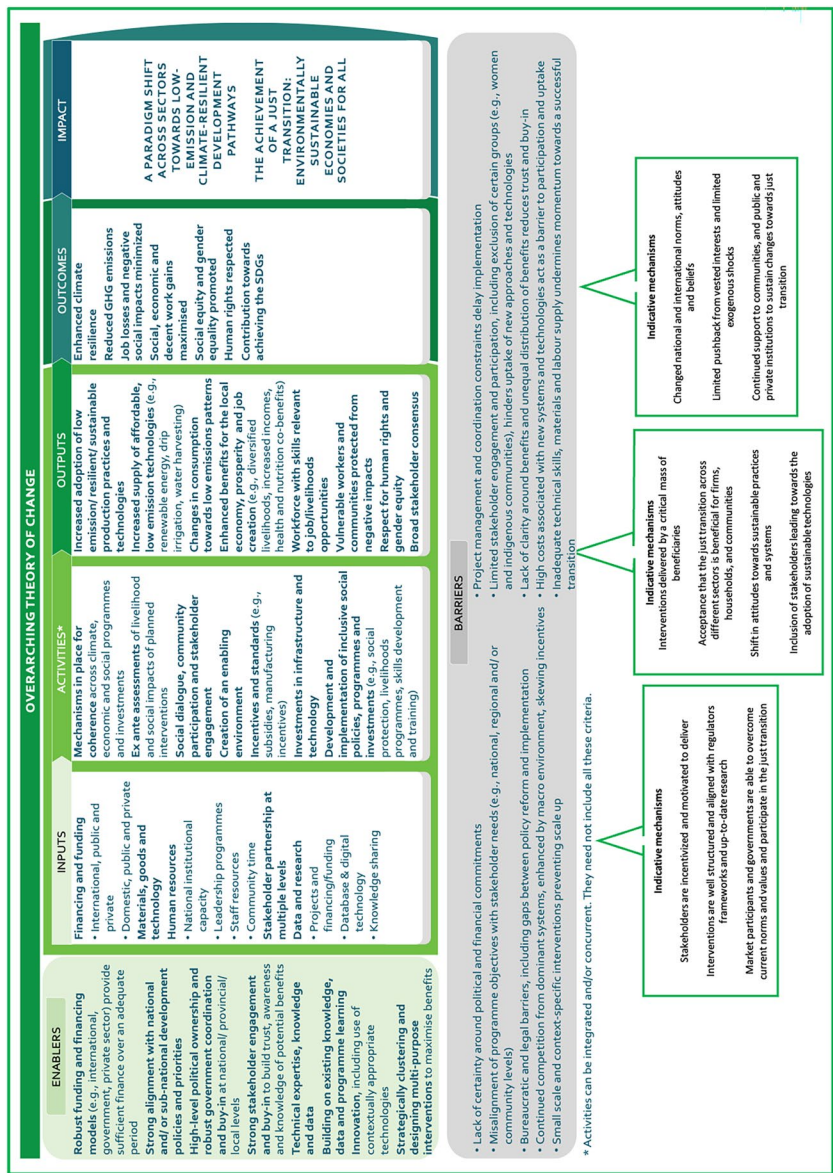 OVERARCHING THEORY OF CHANGE
ENABLERS
Robust funding and financing
models (e.g., international,
government, private sector) provide
sufficient finance over an adequate
period
Strong alignment with national
and/ or sub-national development
policies and priorities
High-level political ownership and
robust government coordination
and buy-in at national/ provincial/
local levels
Strong stakeholder engagement
and buy-in to build trust, awareness
and knowledge of potential benefits
Technical expertise, knowledge
and data
Building on existing knowledge,
data and programme learning
Innovation, including use of
contextually appropriate
technologies
Strategically clustering and
designing multi-purpose
interventions to maximise benefits
INPUTS
Financing and funding
• International, public and
private
• Domestic, public and private
Materials, goods and
technology
Human resources
• National institutional
capacity
• Leadership programmes
• Staff resources
• Community time
Stakeholder partnership at
multiple levels
Data and research
• Projects and
financing/funding
• Database & digital
technology
• Knowledge sharing
ACTIVITIES*
Mechanisms in place for
coherence across climate,
economic and social programmes
and investments
Ex ante assessments of livelihood
and social impacts of planned
interventions
Social dialogue, community
participation and stakeholder
engagement
Creation of an enabling
environment
Incentives and standards (e.g.,
subsidies, manufacturing
incentives)
Investments in infrastructure and
technology
Development and
implementation of inclusive social
policies, programmes and
investments (e.g., social
protection, livelihoods
programmes, skills development
and training)
OUTPUTS
Increased adoption of low
emission/ resilient/ sustainable
production practices and
technologies
Increased supply of affordable,
low emission technologies (e.g.,
renewable energy, drip
irrigation, water harvesting)
Changes in consumption
towards low emissions patterns
Enhanced benefits for the local
economy, prosperity and job
creation (e.g., diversified
livelihoods, increased incomes,
health and nutrition co-benefits)
Workforce with skills relevant
to job/livelihoods
opportunities
Vulnerable workers and
communities protected from
negative impacts
Respect for human rights and
gender equity
Broad stakeholder consensus
OUTCOMES
Enhanced climate
resilience
Reduced GHG emissions
Job losses and negative
social impacts minimized
Social, economic and
decent work gains
maximised
Social equity and gender
equality promoted
Human rights respected
Contribution towards
achieving the SDGs
IMPACT
A PARADIGM SHIFT
ACROSS SECTORS
TOWARDS LOW-
EMISSION AND
CLIMATE-RESILIENT
DEVELOPMENT
PATHWAYS
THE ACHIEVEMENT
OF A JUST
TRANSITION:
ENVIRONMENTALLY
SUSTAINABLE
ECONOMIES AND
SOCIETIES FOR ALL
BARRIERS
• Lack of certainty around political and financial commitments
• Misalignment of programme objectives with stakeholder needs (e.g., national, regional and/ or
community levels)
• Bureaucratic and legal barriers, including gaps between policy reform and implementation
• Continued competition from dominant systems, enhanced by macro environment, skewing incentives
• Small scale and context-specific interventions preventing scale up
• Project management and coordination constraints delay implementation
• Limited stakeholder engagement and participation, including exclusion of certain groups (e.g., women
and indigenous communities), hinders uptake of new approaches and technologies
• Lack of clarity around benefits and unequal distribution of benefits reduces trust and buy-in
• High costs associated with new systems and technologies act as a barrier to participation and uptake
• Inadequate technical skills, materials and labour supply undermines momentum towards a successful
transition
* Activities can be integrated and/or concurrent. They need not include all these criteria.
Indicative mechanisms
Stakeholders are incentivized and motivated to deliver
Interventions are well structured and aligned with regulators
frameworks and up-to-date research
Market participants and governments are able to overcome
current norms and values and participate in the just transition
Indicative mechanisms
Interventions delivered by a critical mass of
beneficiaries
Acceptance that the just transition across
different sectors is beneficial for firms,
households, and communities
Shift in attitudes towards sustainable practices
and systems
Inclusion of stakeholders leading towards the
adoption of sustainable technologies
Indicative mechanisms
Changed national and international norms, attitudes
and beliefs
Limited pushback from vested interests and limited
exogenous shocks
Continued support to communities, and public and
private institutions to sustain changes towards just
transition